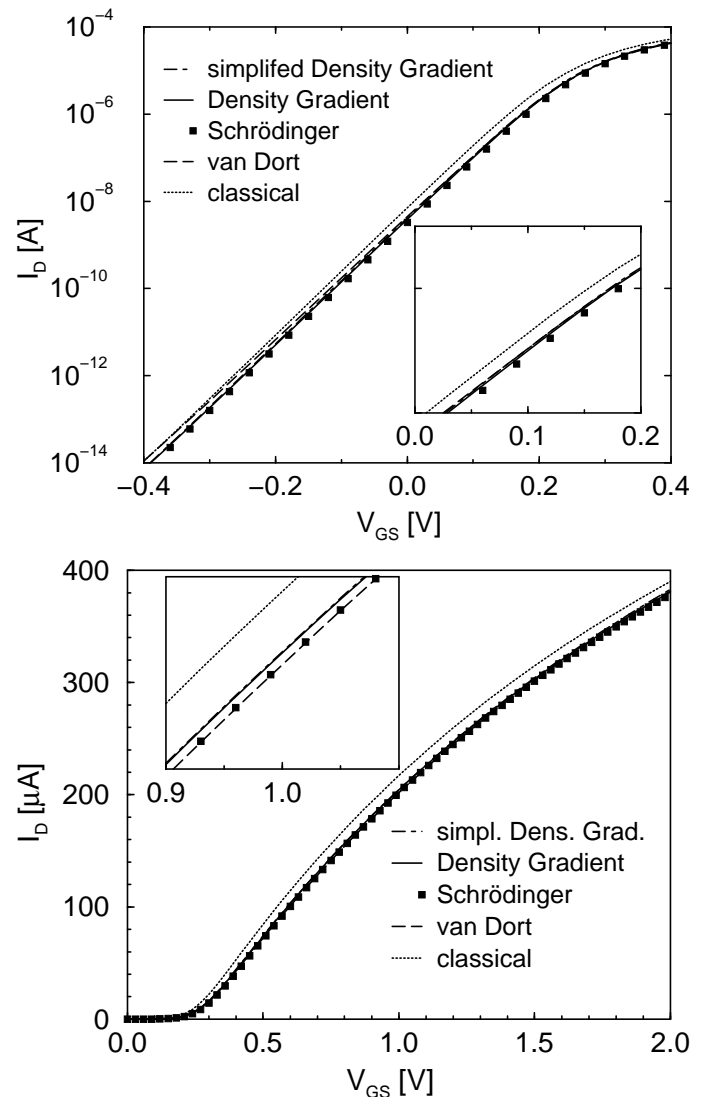 10⁻⁴
simplifed Density Gradient
Density Gradient
Schrödinger
van Dort
classical
10⁻⁶
10⁻⁸
10⁻¹⁰
10⁻¹²
10⁻¹⁴
I_D [A]
0.0 0.1 0.2
−0.4 −0.2 0.0 0.2 0.4
V_GS [V]
400
300
200
100
0
I_D [μA]
0.9 1.0
simpl. Dens. Grad.
Density Gradient
Schrödinger
van Dort
classical
0.0 0.5 1.0 1.5 2.0
V_GS [V]